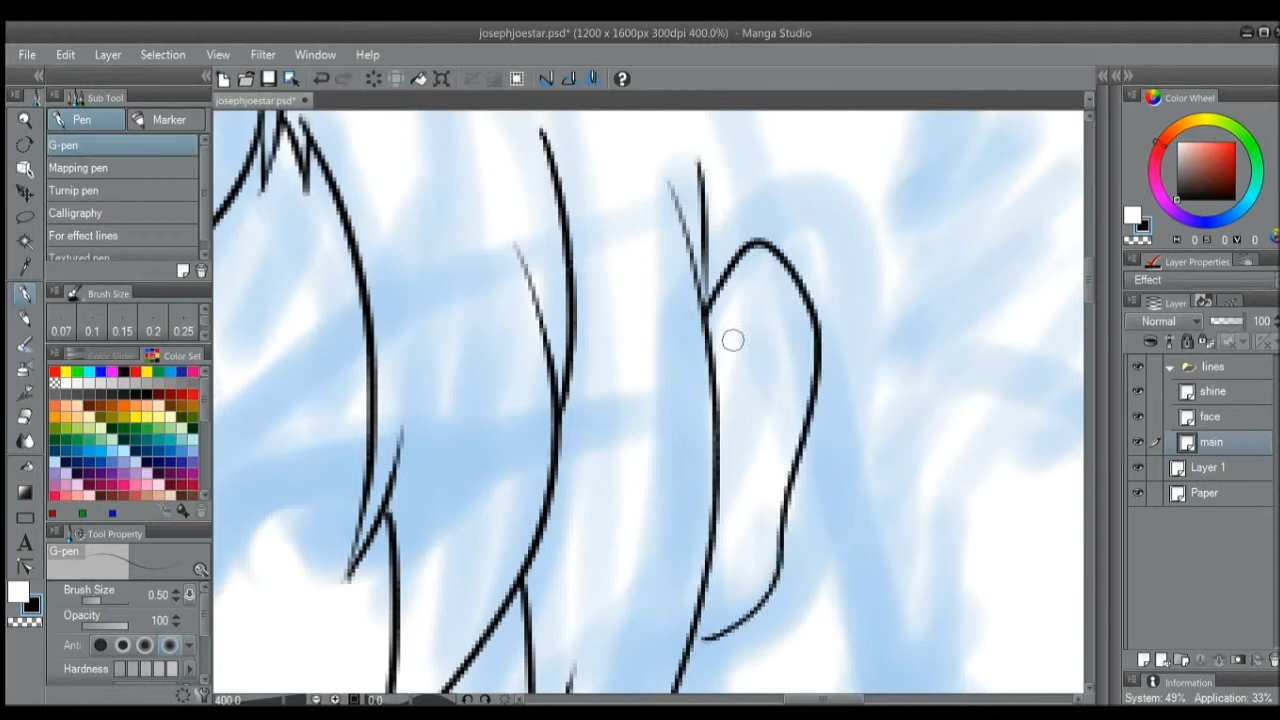 josephjoestar.psd* (1200 x 1600px 300dpi 400.0%) - Manga Studio
File Edit Layer Selection View Filter Window Help
josephjoestar.psd*
Sub Tool
Pen Marker
G-pen
Mapping pen
Turnip pen
Calligraphy
For effect lines
Textured pen
Brush Size
0.07 0.1 0.15 0.2 0.25
Color Slider Color Set
Tool Property
G-pen
Brush Size 0.50
Opacity 100
Anti
Hardness
400.0 0.0
Color Wheel
H 0 S 0 V 0
Layer Properties
Effect
Layer
Normal 100
lines
shine
face
main
Layer 1
Paper
Information
System: 49% Application: 33%